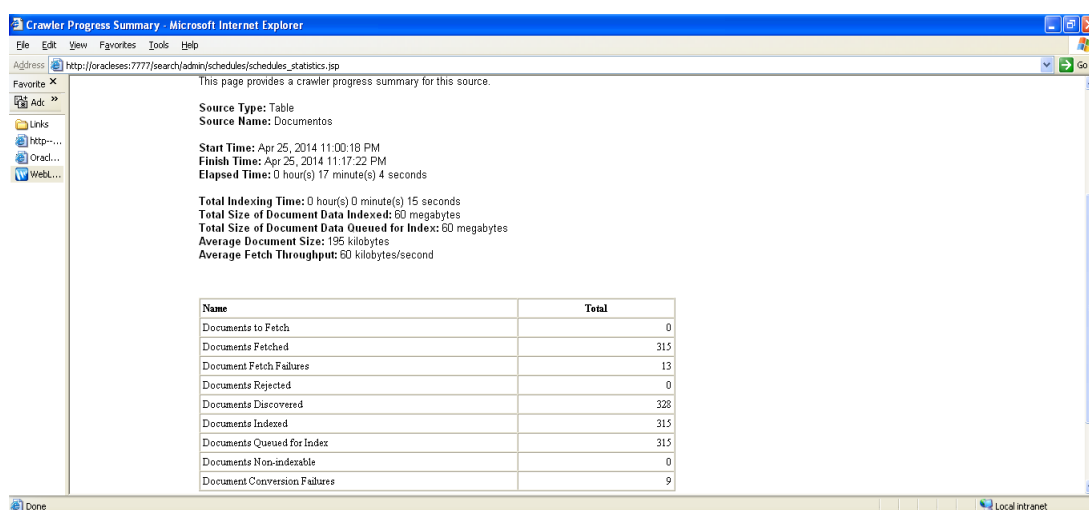 Crawler Progress Summary - Microsoft Internet Explorer
File Edit View Favorites Tools Help
Address http://oracleses:7777/search/admin/schedules/schedules_statistics.jsp Go
Favorite
Adc »
Links
http--...
Oracl...
WebL...
This page provides a crawler progress summary for this source.
Source Type: Table
Source Name: Documentos
Start Time: Apr 25, 2014 11:00:18 PM
Finish Time: Apr 25, 2014 11:17:22 PM
Elapsed Time: 0 hour(s) 17 minute(s) 4 seconds
Total Indexing Time: 0 hour(s) 0 minute(s) 15 seconds
Total Size of Document Data Indexed: 60 megabytes
Total Size of Document Data Queued for Index: 60 megabytes
Average Document Size: 195 kilobytes
Average Fetch Throughput: 60 kilobytes/second
Name Total
Documents to Fetch 0
Documents Fetched 315
Document Fetch Failures 13
Documents Rejected 0
Documents Discovered 328
Documents Indexed 315
Documents Queued for Index 315
Documents Non-indexable 0
Document Conversion Failures 9
Done Local intranet